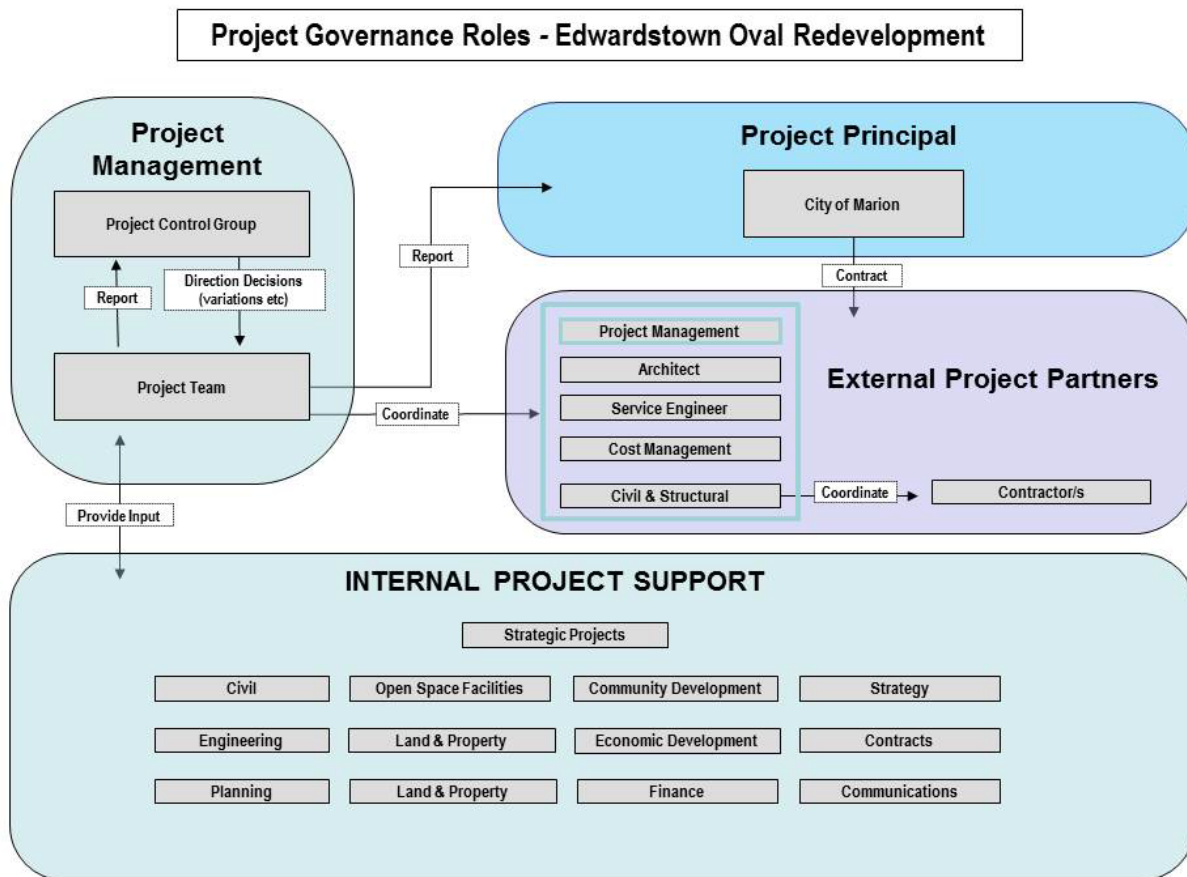 Project Governance Roles - Edwardstown Oval Redevelopment
Project
Management
Project Control Group
Report
Direction Decisions
(variations etc)
Project Team
Provide Input
Report
Coordinate
Project Principal
City of Marion
Contract
External Project Partners
Project Management
Architect
Service Engineer
Cost Management
Civil & Structural
Coordinate
Contractor/s
INTERNAL PROJECT SUPPORT
Strategic Projects
Civil
Open Space Facilities
Community Development
Strategy
Engineering
Land & Property
Economic Development
Contracts
Planning
Land & Property
Finance
Communications